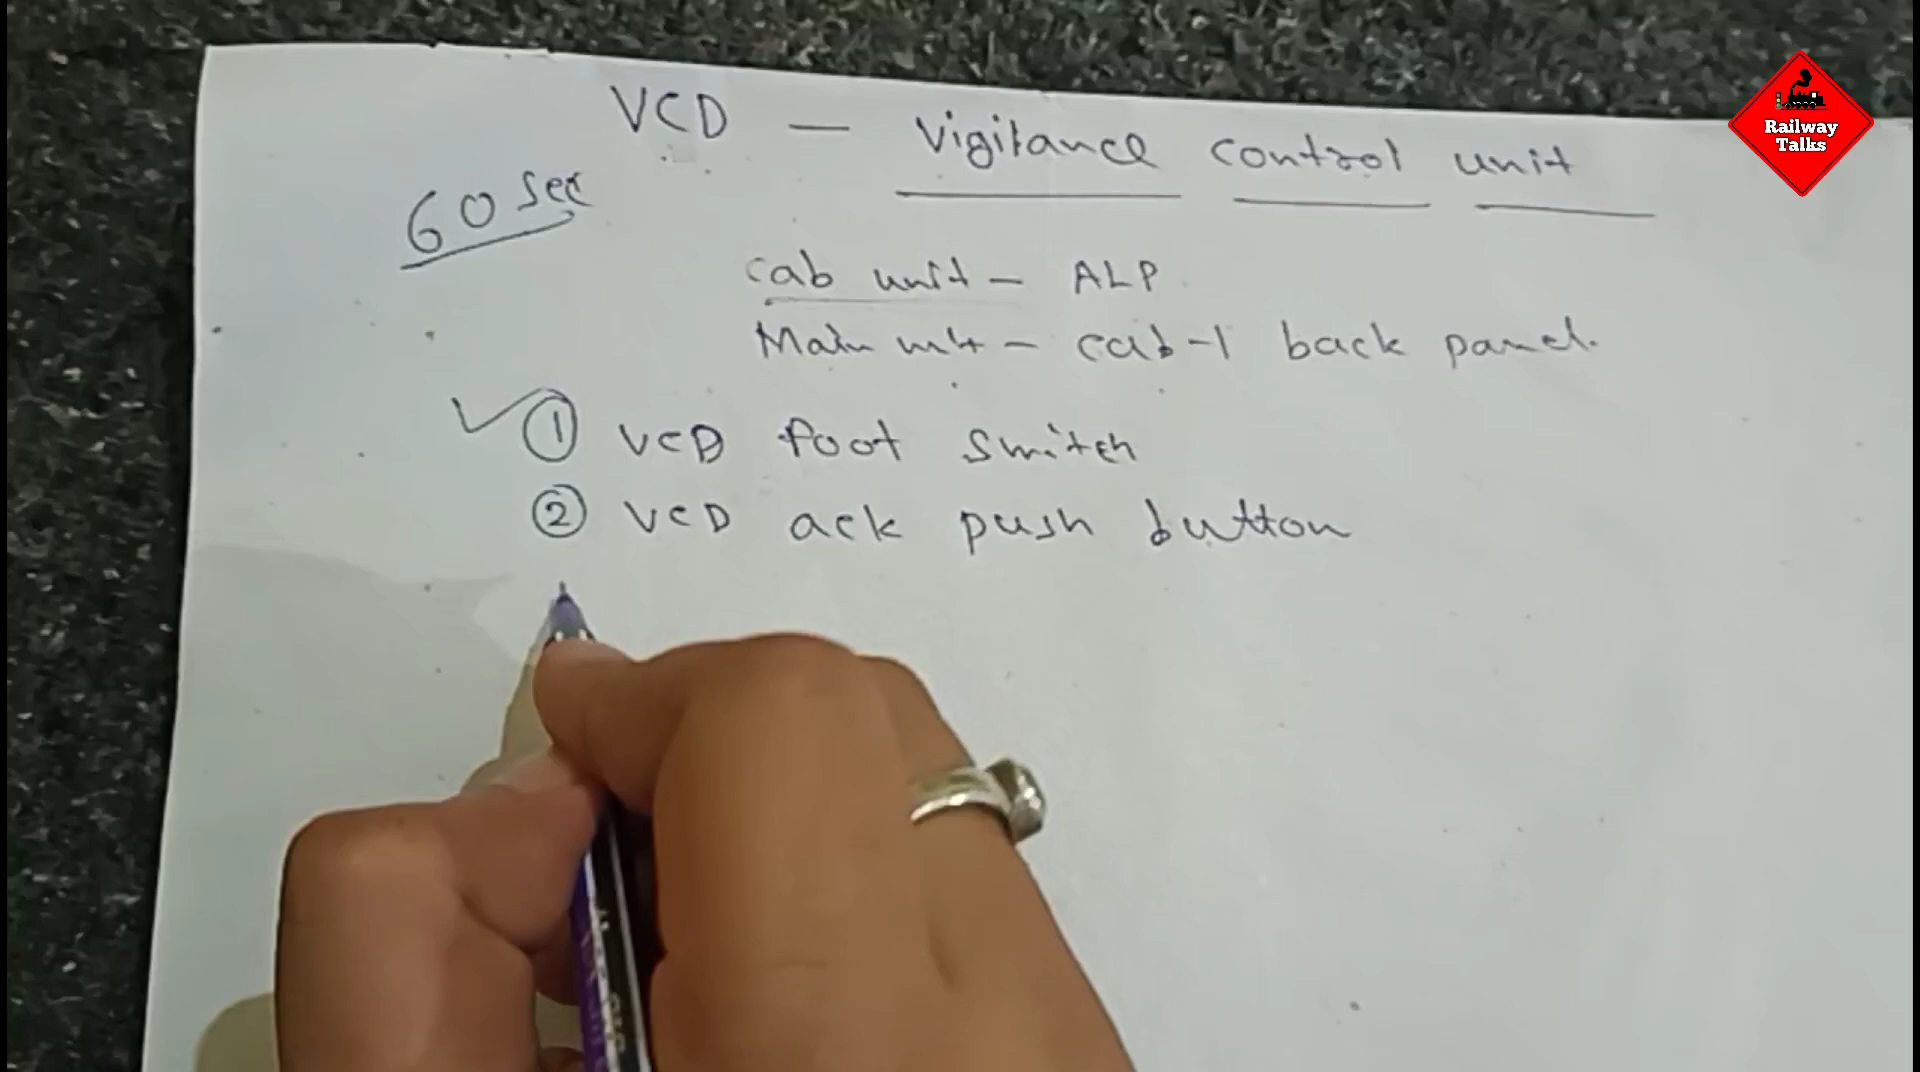 VCD — Vigilance control unit
60 Sec
cab unit — ALP
Main unit — cab-1 back panel.
① VCD foot switch
② VCD ack push button
Railway
Talks